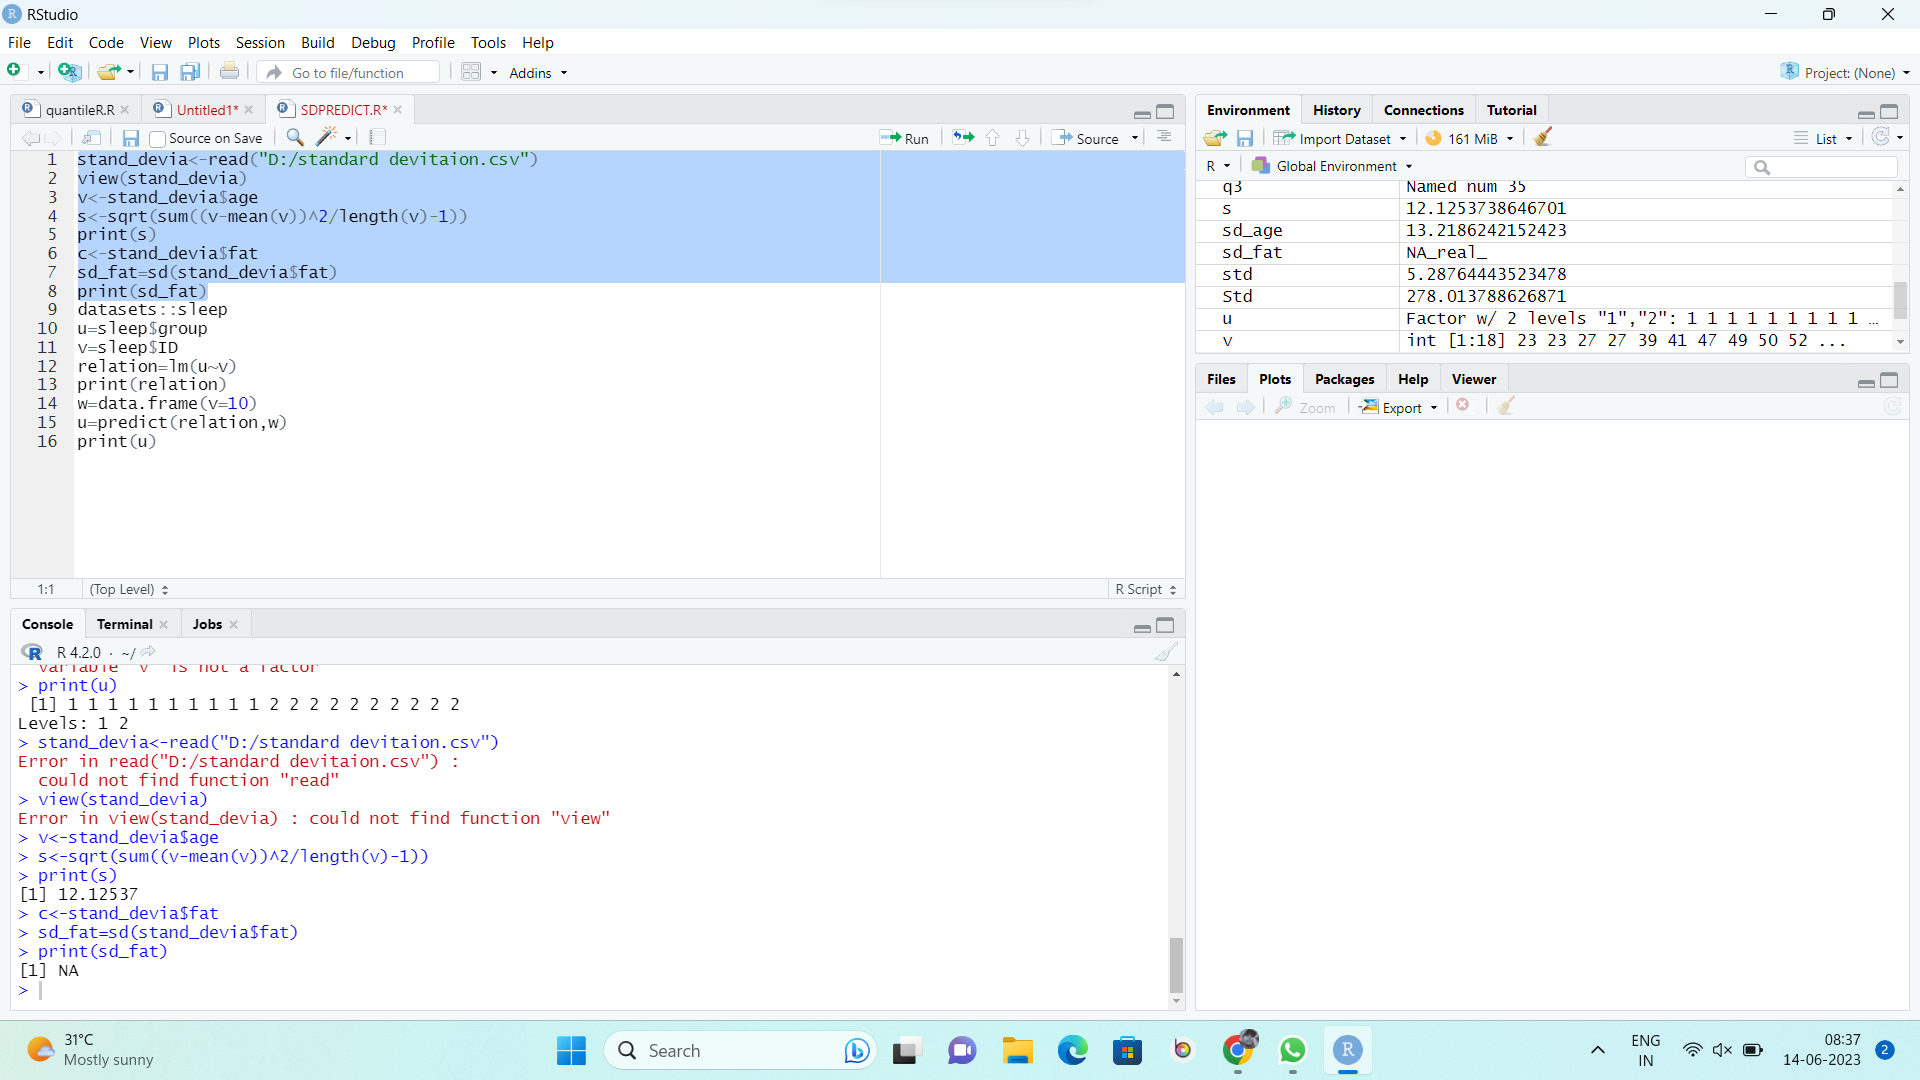 RStudio
File Edit Code View Plots Session Build Debug Profile Tools Help
Go to file/function Addins Project: (None)
quantileR.R Untitled1* SDPREDICT.R*
Source on Save Run Source
1 stand_devia<-read("D:/standard devitaion.csv")
2 view(stand_devia)
3 v<-stand_devia$age
4 s<-sqrt(sum((v-mean(v))^2/length(v)-1))
5 print(s)
6 c<-stand_devia$fat
7 sd_fat=sd(stand_devia$fat)
8 print(sd_fat)
9 datasets::sleep
10 u=sleep$group
11 v=sleep$ID
12 relation=lm(u~v)
13 print(relation)
14 w=data.frame(v=10)
15 u=predict(relation,w)
16 print(u)
1:1 (Top Level) R Script
Console Terminal Jobs
R 4.2.0 · ~/
variable 'v' is not a factor
> print(u)
[1] 1 1 1 1 1 1 1 1 1 1 2 2 2 2 2 2 2 2 2 2
Levels: 1 2
> stand_devia<-read("D:/standard devitaion.csv")
Error in read("D:/standard devitaion.csv") :
could not find function "read"
> view(stand_devia)
Error in view(stand_devia) : could not find function "view"
> v<-stand_devia$age
> s<-sqrt(sum((v-mean(v))^2/length(v)-1))
> print(s)
[1] 12.12537
> c<-stand_devia$fat
> sd_fat=sd(stand_devia$fat)
> print(sd_fat)
[1] NA
>
Environment History Connections Tutorial
Import Dataset 161 MiB List
R Global Environment
q3 Named num 35
s 12.1253738646701
sd_age 13.2186242152423
sd_fat NA_real_
std 5.28764443523478
Std 278.013788626871
u Factor w/ 2 levels "1","2": 1 1 1 1 1 1 1 1 1 ...
v int [1:18] 23 23 27 27 39 41 47 49 50 52 ...
Files Plots Packages Help Viewer
Zoom Export
31°C
Mostly sunny
Search
ENG
IN
08:37
14-06-2023
2